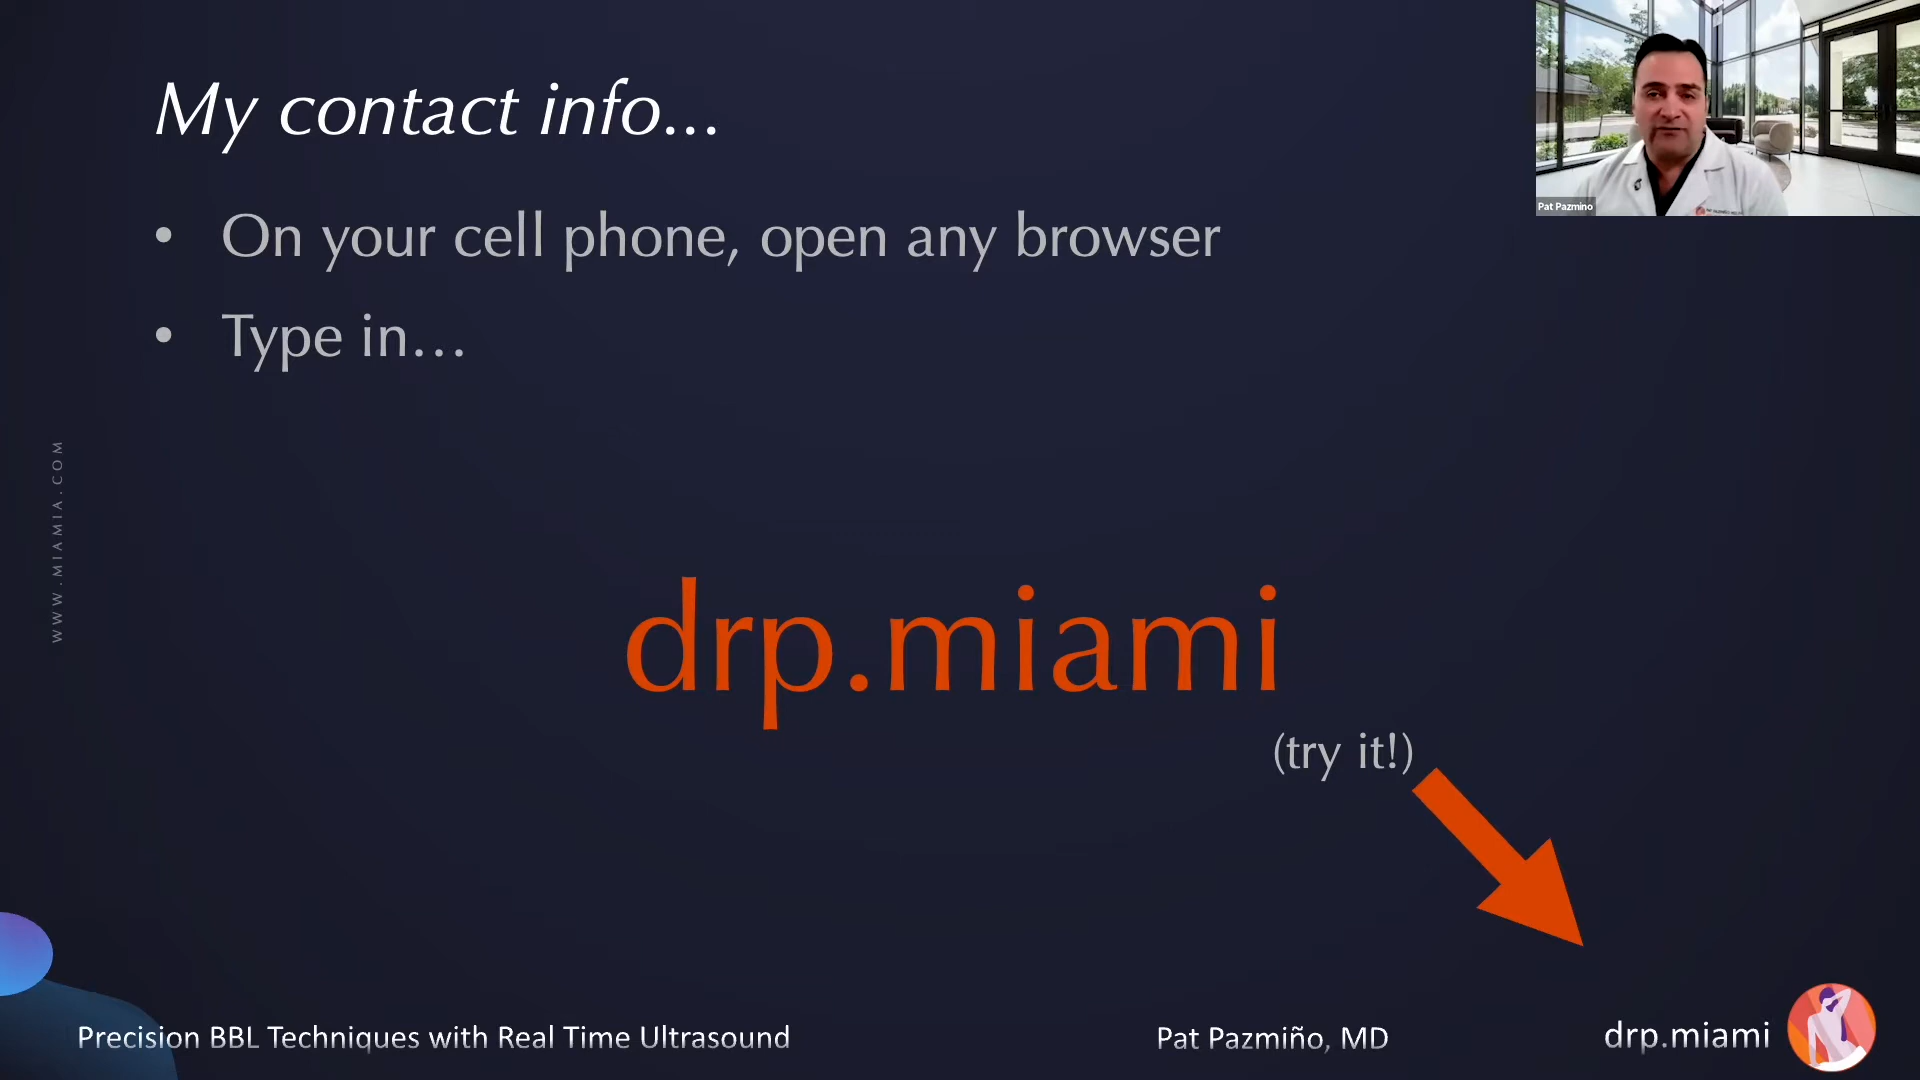 My contact info...
• On your cell phone, open any browser
• Type in...
drp.miami
(try it!)
WWW.MIAMIA.COM
Precision BBL Techniques with Real Time Ultrasound
Pat Pazmiño, MD
drp.miami
Pat Pazmino